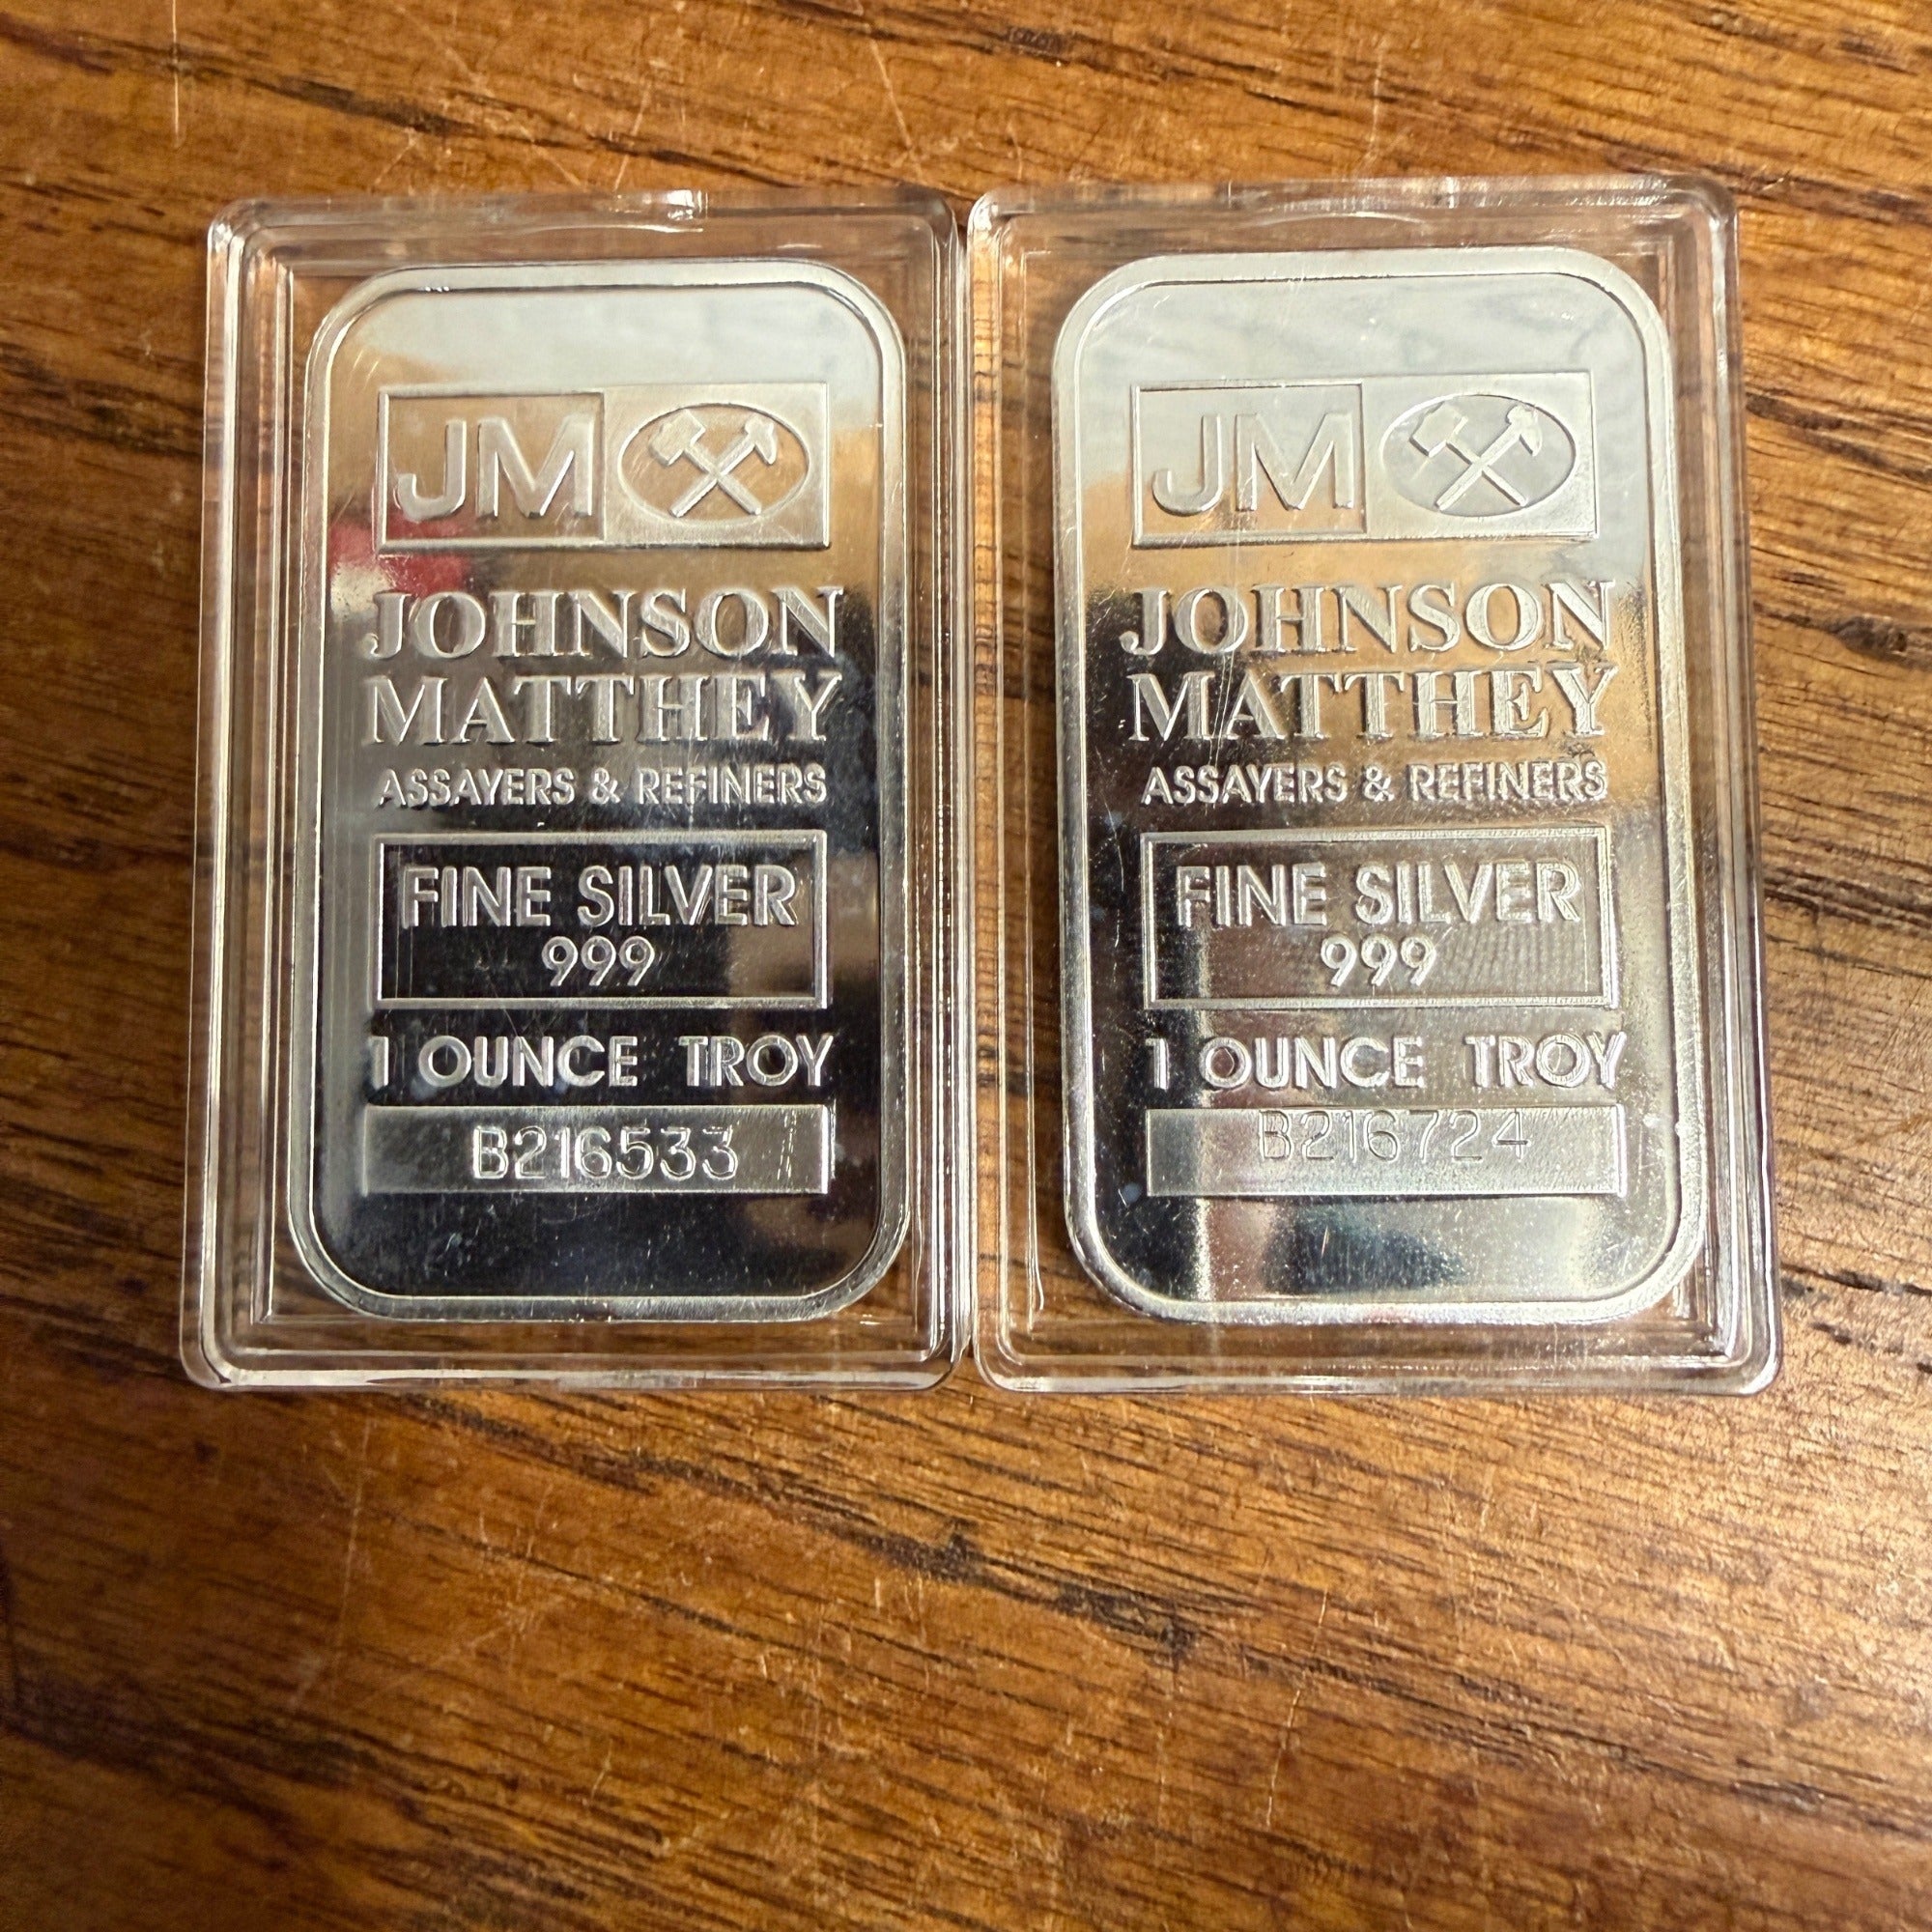 JM
JOHNSON
MATTHEY
ASSAYERS & REFINERS
FINE SILVER
999
1 OUNCE TROY
B216533
JM
JOHNSON
MATTHEY
ASSAYERS & REFINERS
FINE SILVER
999
1 OUNCE TROY
B216724